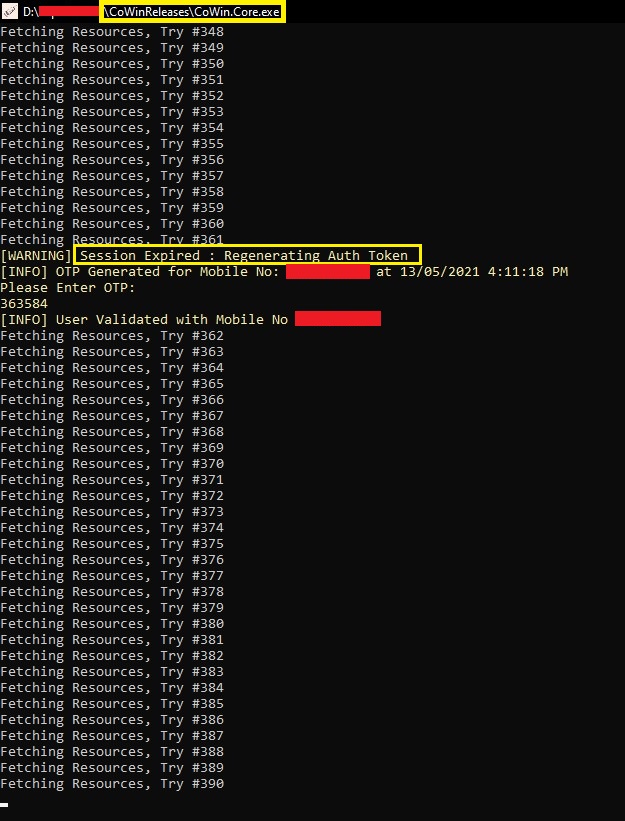 D:\ \CoWinReleases\CoWin.Core.exe
Fetching Resources, Try #348
Fetching Resources, Try #349
Fetching Resources, Try #350
Fetching Resources, Try #351
Fetching Resources, Try #352
Fetching Resources, Try #353
Fetching Resources, Try #354
Fetching Resources, Try #355
Fetching Resources, Try #356
Fetching Resources, Try #357
Fetching Resources, Try #358
Fetching Resources, Try #359
Fetching Resources, Try #360
Fetching Resources, Try #361
[WARNING] Session Expired : Regenerating Auth Token
[INFO] OTP Generated for Mobile No: at 13/05/2021 4:11:18 PM
Please Enter OTP:
363584
[INFO] User Validated with Mobile No
Fetching Resources, Try #362
Fetching Resources, Try #363
Fetching Resources, Try #364
Fetching Resources, Try #365
Fetching Resources, Try #366
Fetching Resources, Try #367
Fetching Resources, Try #368
Fetching Resources, Try #369
Fetching Resources, Try #370
Fetching Resources, Try #371
Fetching Resources, Try #372
Fetching Resources, Try #373
Fetching Resources, Try #374
Fetching Resources, Try #375
Fetching Resources, Try #376
Fetching Resources, Try #377
Fetching Resources, Try #378
Fetching Resources, Try #379
Fetching Resources, Try #380
Fetching Resources, Try #381
Fetching Resources, Try #382
Fetching Resources, Try #383
Fetching Resources, Try #384
Fetching Resources, Try #385
Fetching Resources, Try #386
Fetching Resources, Try #387
Fetching Resources, Try #388
Fetching Resources, Try #389
Fetching Resources, Try #390